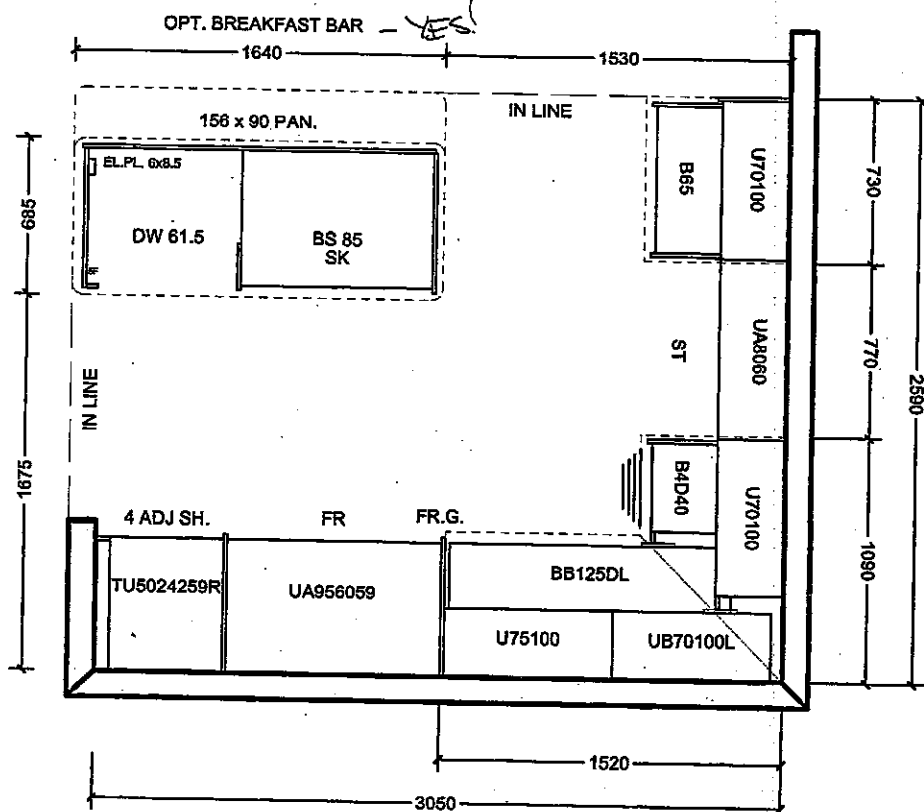 OPT. BREAKFAST BAR - YES!
1640
1530
IN LINE
156 x 90 PAN.
EL.PL. 6x8.5
DW 61.5
BS 85
SK
685
1675
IN LINE
B65
U70100
730
ST
UA8060
770
2590
B4D40
U70100
1090
4 ADJ SH.
FR
FR.G.
TU5024259R
UA956059
BB125DL
U75100
UB70100L
1520
3050